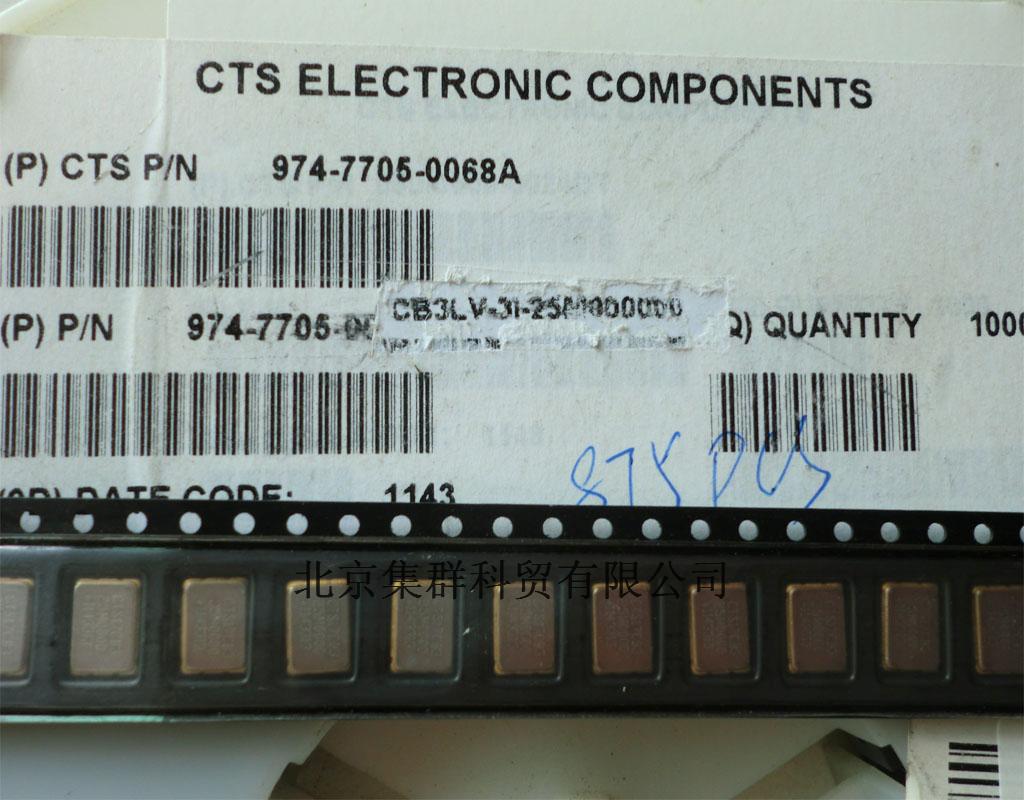 CTS ELECTRONIC COMPONENTS
(P) CTS P/N 974-7705-0068A
CB3LV-3I-25M000000
(P) P/N 974-7705-00 Q) QUANTITY 1000
875 PCS
DATE CODE: 1143
北京集群科贸有限公司